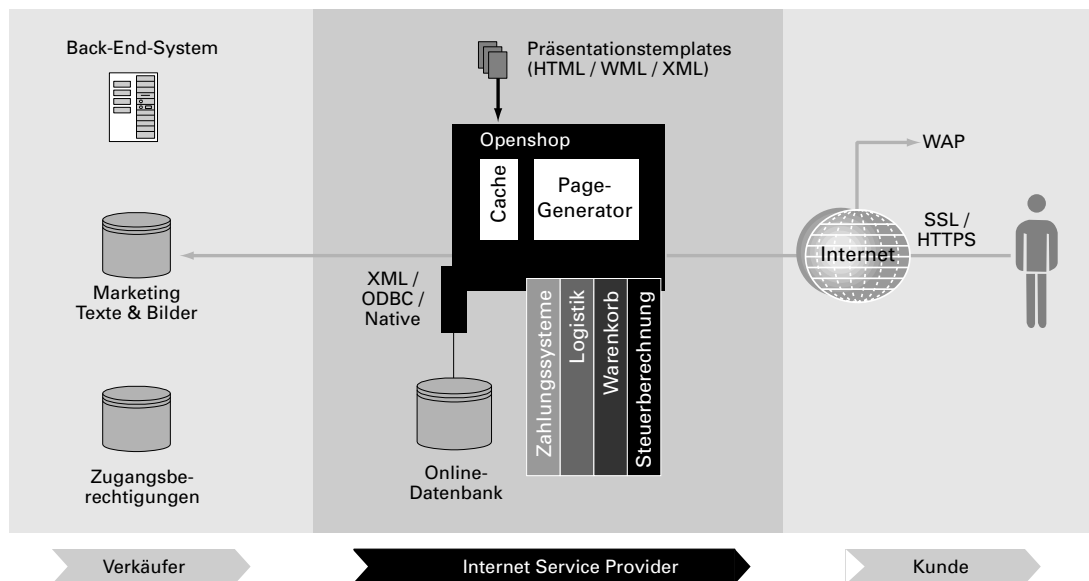 Back-End-System
Marketing
Texte & Bilder
Zugangsbe-
rechtigungen
Präsentationstemplates
(HTML / WML / XML)
Openshop
Cache
Page-
Generator
XML /
ODBC /
Native
Online-
Datenbank
Zahlungssysteme
Logistik
Warenkorb
Steuerberechnung
WAP
Internet
SSL /
HTTPS
Verkäufer
Internet Service Provider
Kunde